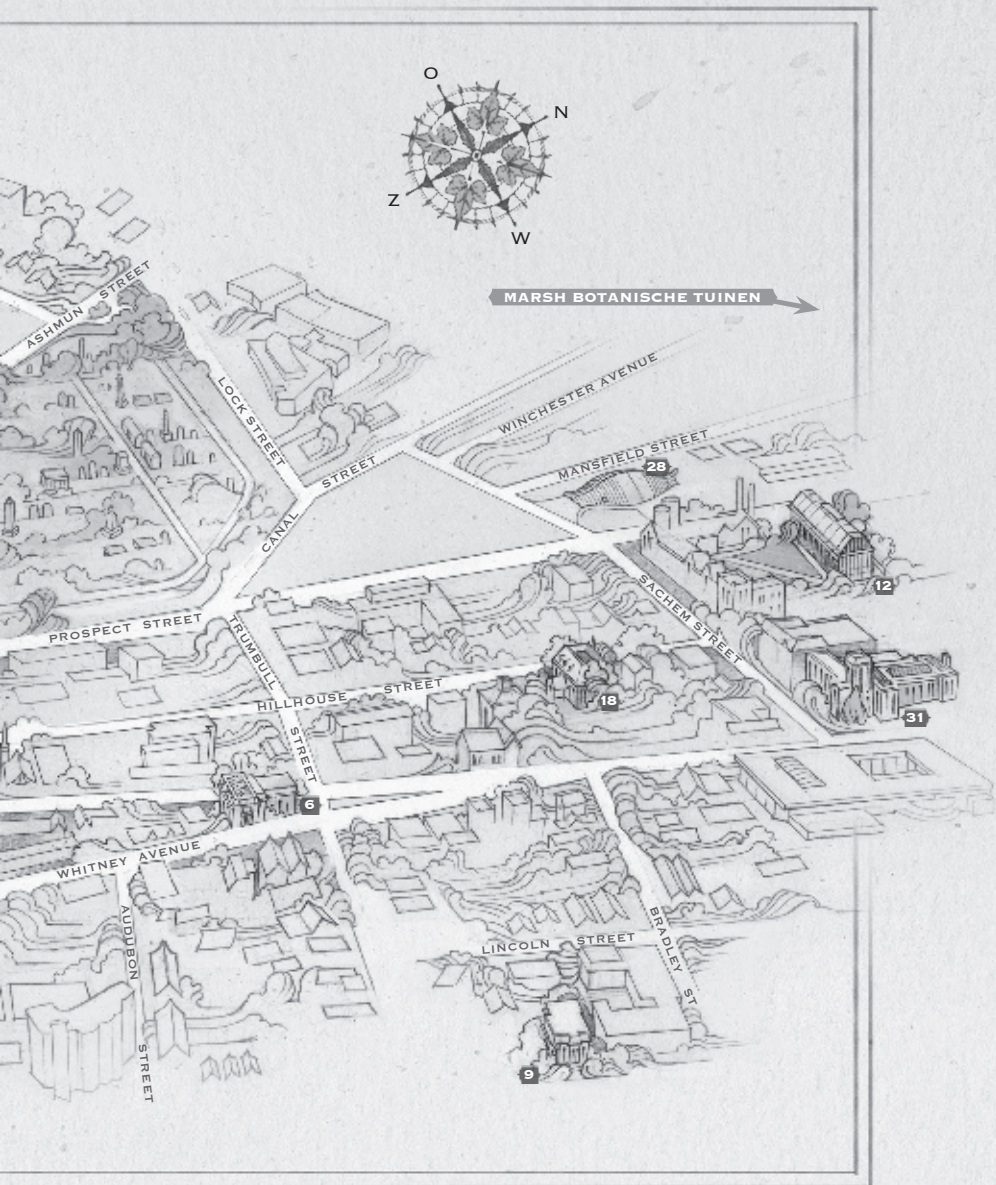 O
N
Z
W
MARSH BOTANISCHE TUINEN
ASHMUN STREET
LOCK STREET
WINCHESTER AVENUE
MANSFIELD STREET
28
CANAL STREET
12
SACHEM STREET
PROSPECT STREET
TRUMBULL STREET
HILLHOUSE STREET
18
31
6
WHITNEY AVENUE
AUDUBON STREET
BRADLEY ST
LINCOLN STREET
9